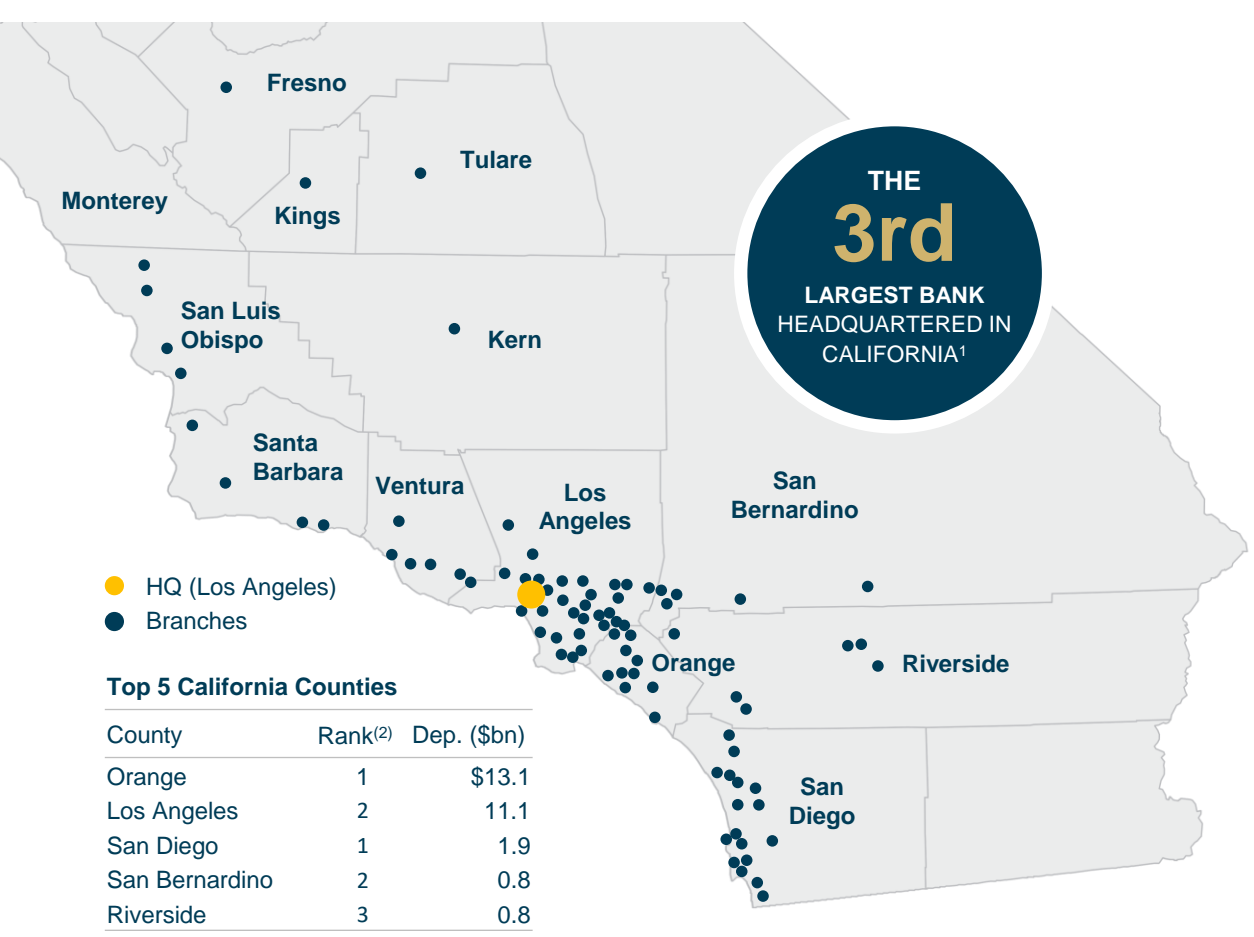 Fresno
Tulare
Monterey
Kings
THE
3rd
LARGEST BANK
HEADQUARTERED IN
CALIFORNIA¹
San Luis
Obispo
Kern
Santa
Barbara
Ventura
Los
Angeles
San
Bernardino
HQ (Los Angeles)
Branches
Orange
Riverside
San
Diego
Top 5 California Counties
County Rank(2) Dep. ($bn)
Orange 1 $13.1
Los Angeles 2 11.1
San Diego 1 1.9
San Bernardino 2 0.8
Riverside 3 0.8